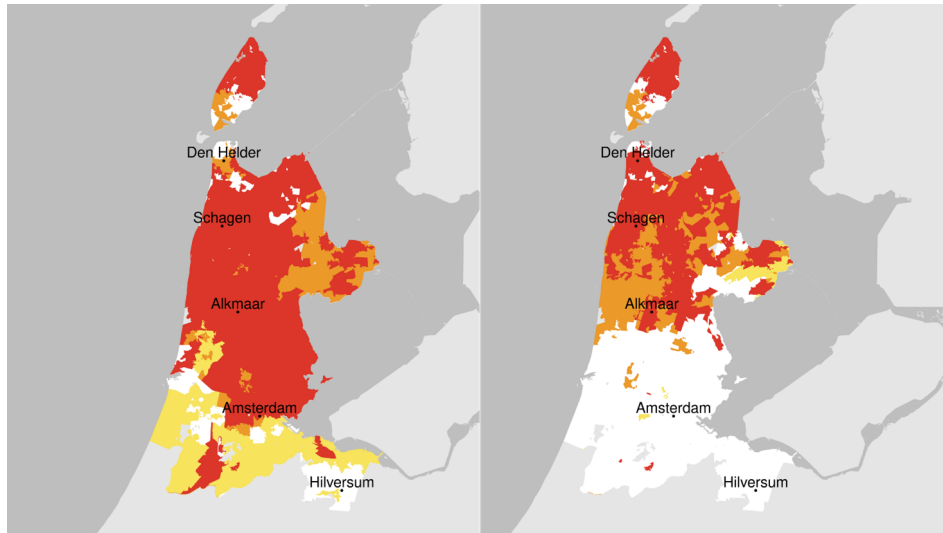 Den Helder
Schagen
Alkmaar
Amsterdam
Hilversum
Den Helder
Schagen
Alkmaar
Amsterdam
Hilversum